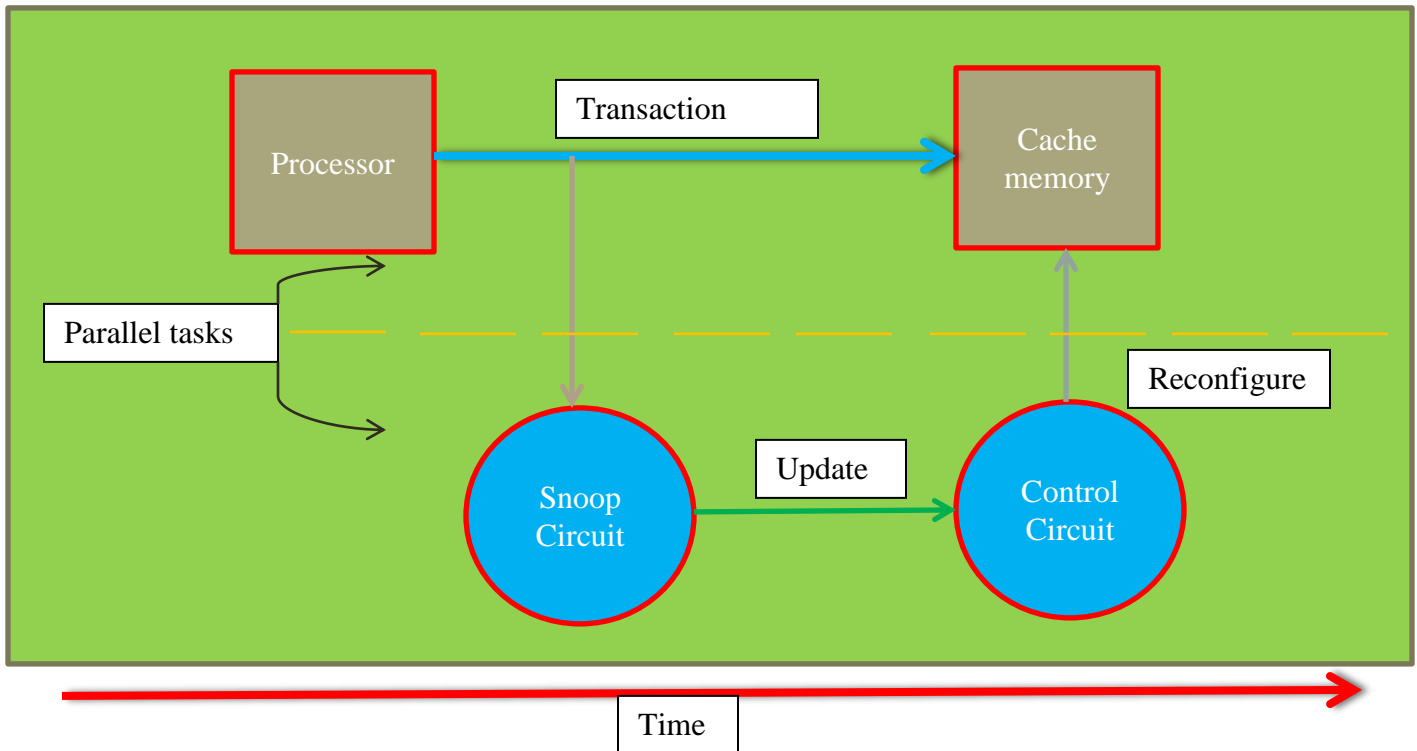 Transaction
Processor
Cache
memory
Parallel tasks
Reconfigure
Update
Snoop
Circuit
Control
Circuit
Time